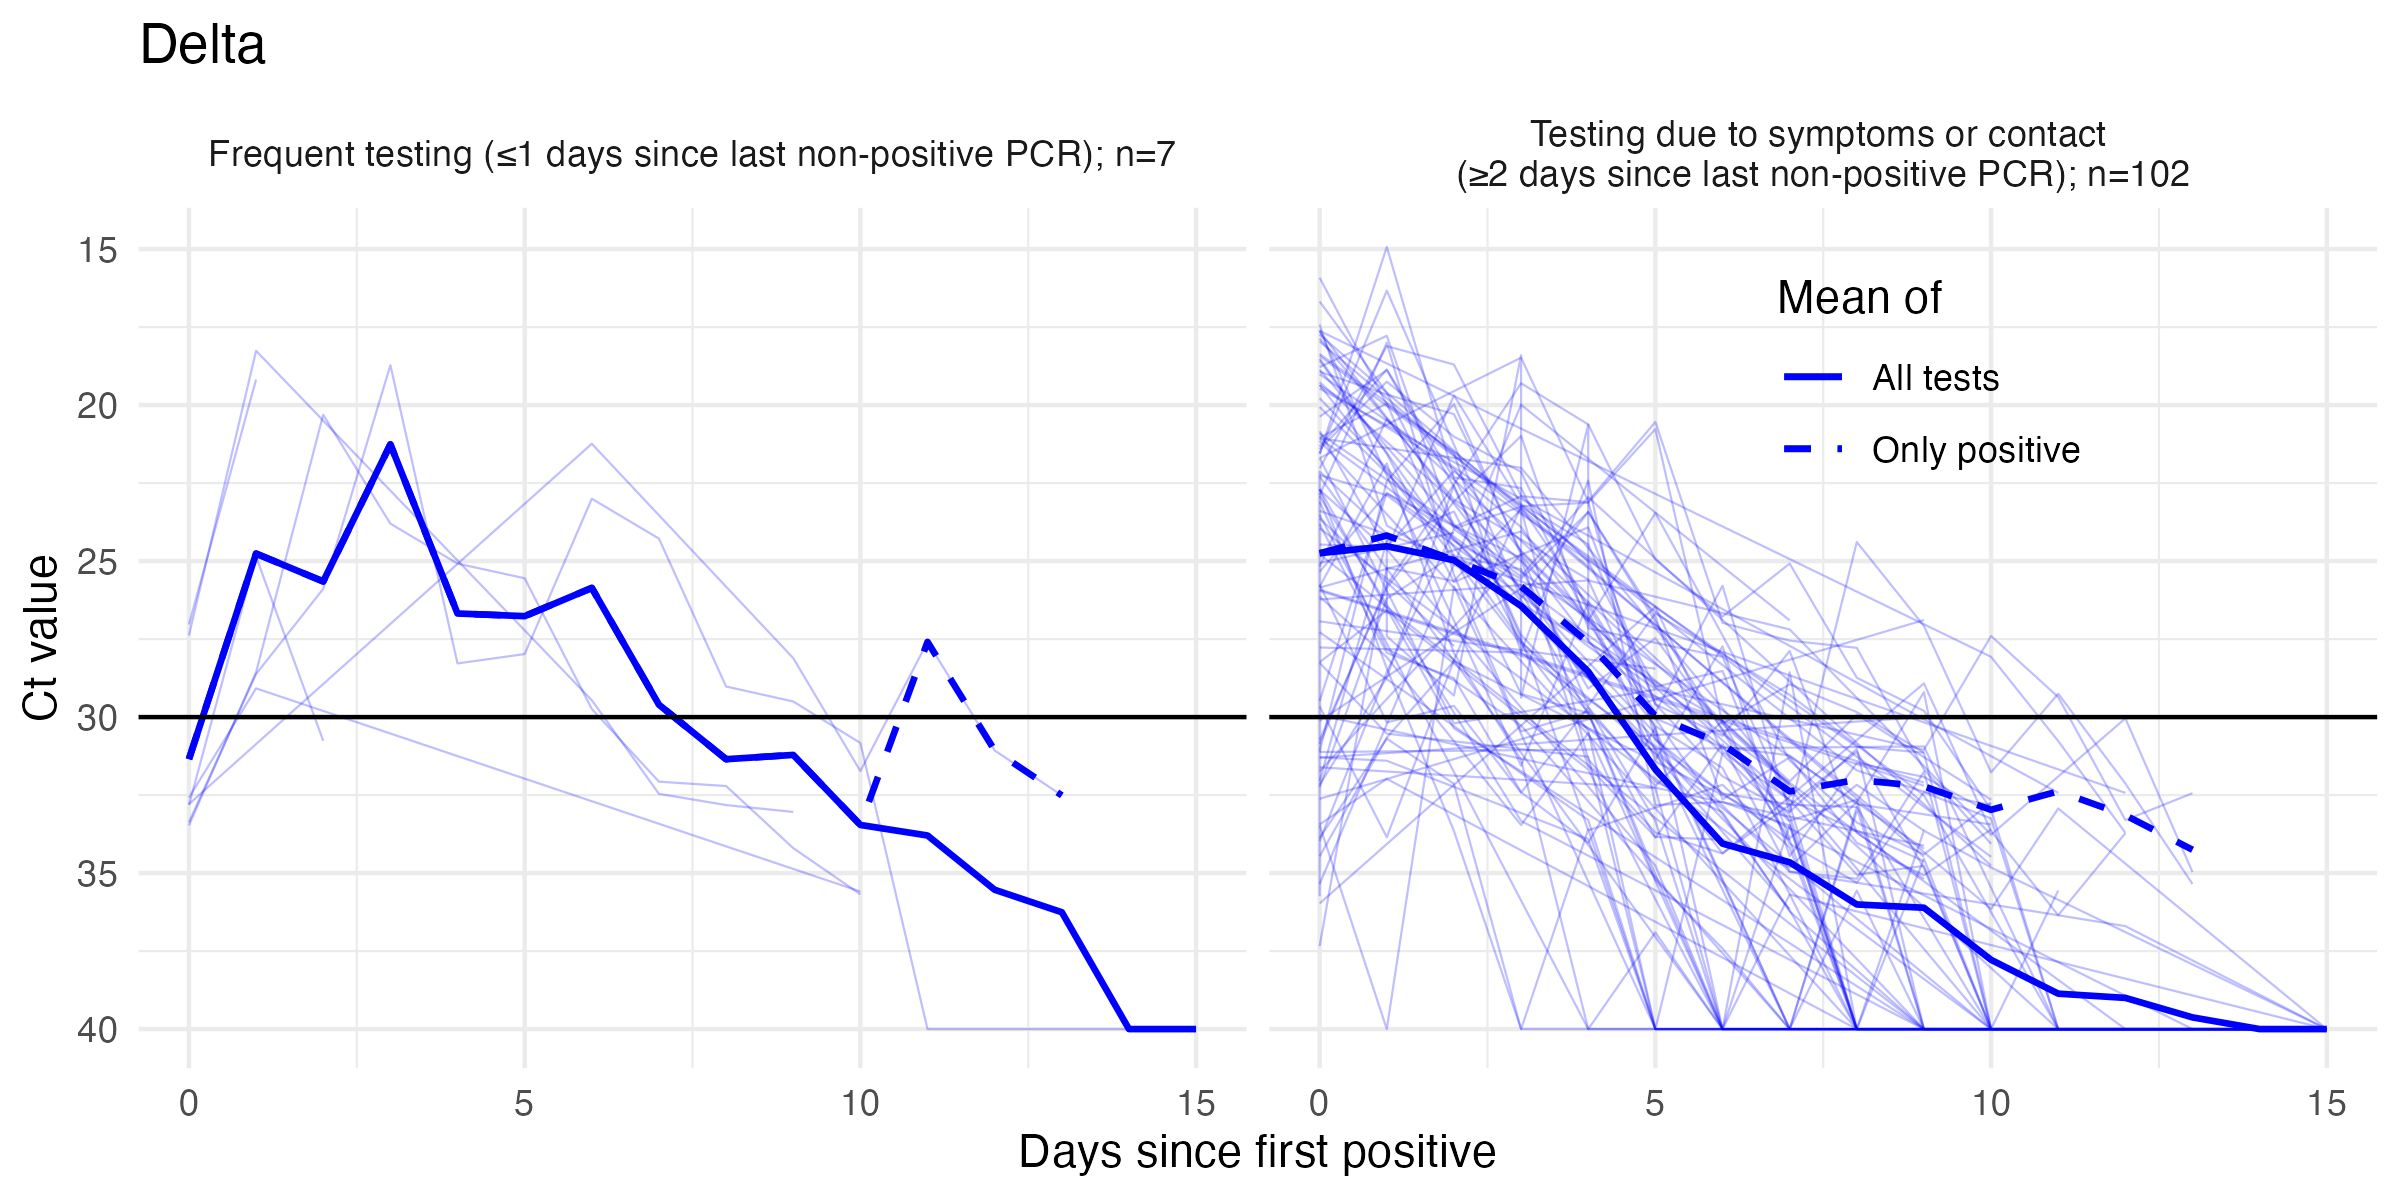 Delta
Frequent testing (≤1 days since last non-positive PCR); n=7
Testing due to symptoms or contact
(≥2 days since last non-positive PCR); n=102
Ct value
15
20
25
30
35
40
Mean of
All tests
Only positive
0
5
10
15
0
5
10
15
Days since first positive